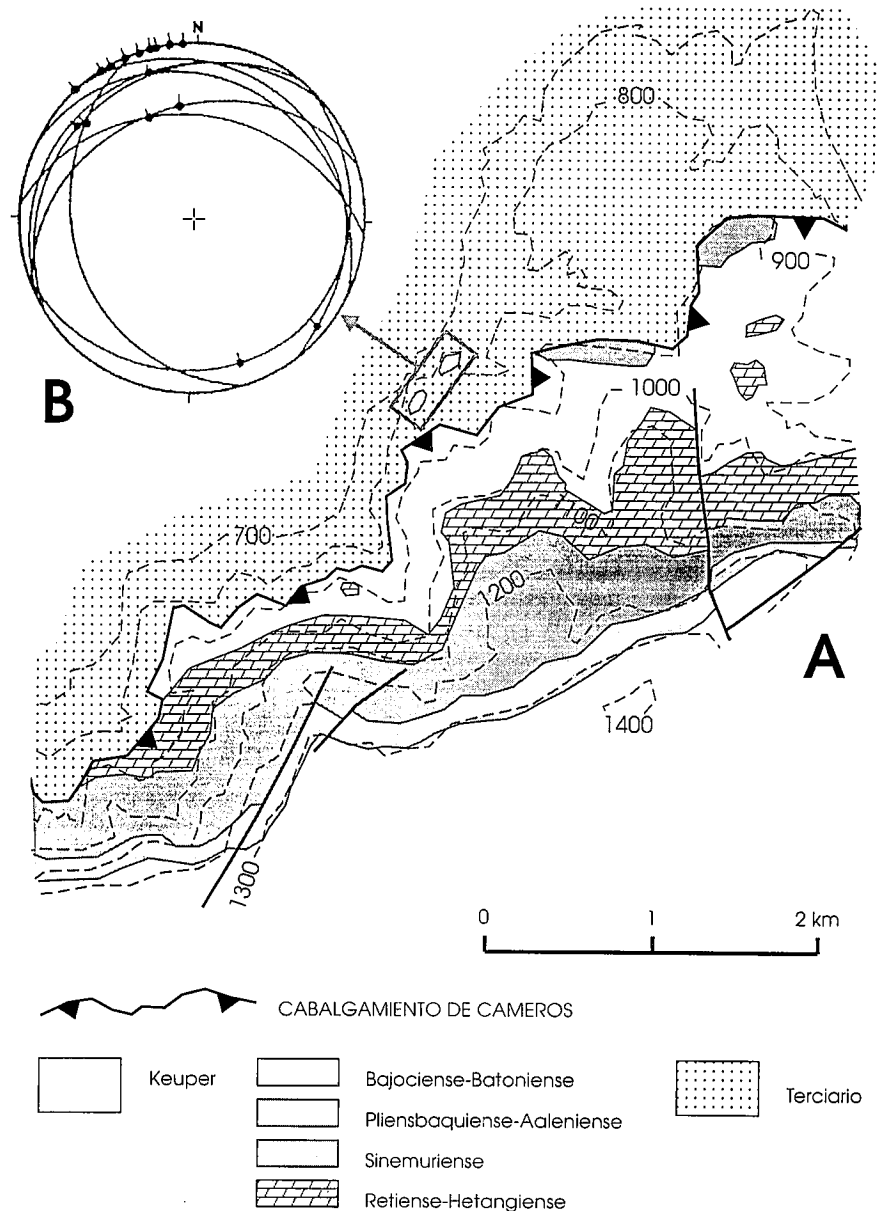 N
B
800
900
1000
700
1200
A
1400
1300
0 1 2 km
CABALGAMIENTO DE CAMEROS
Keuper
Bajociense-Batoniense
Pliensbaquiense-Aaleniense
Sinemuriense
Retiense-Hetangiense
Terciario